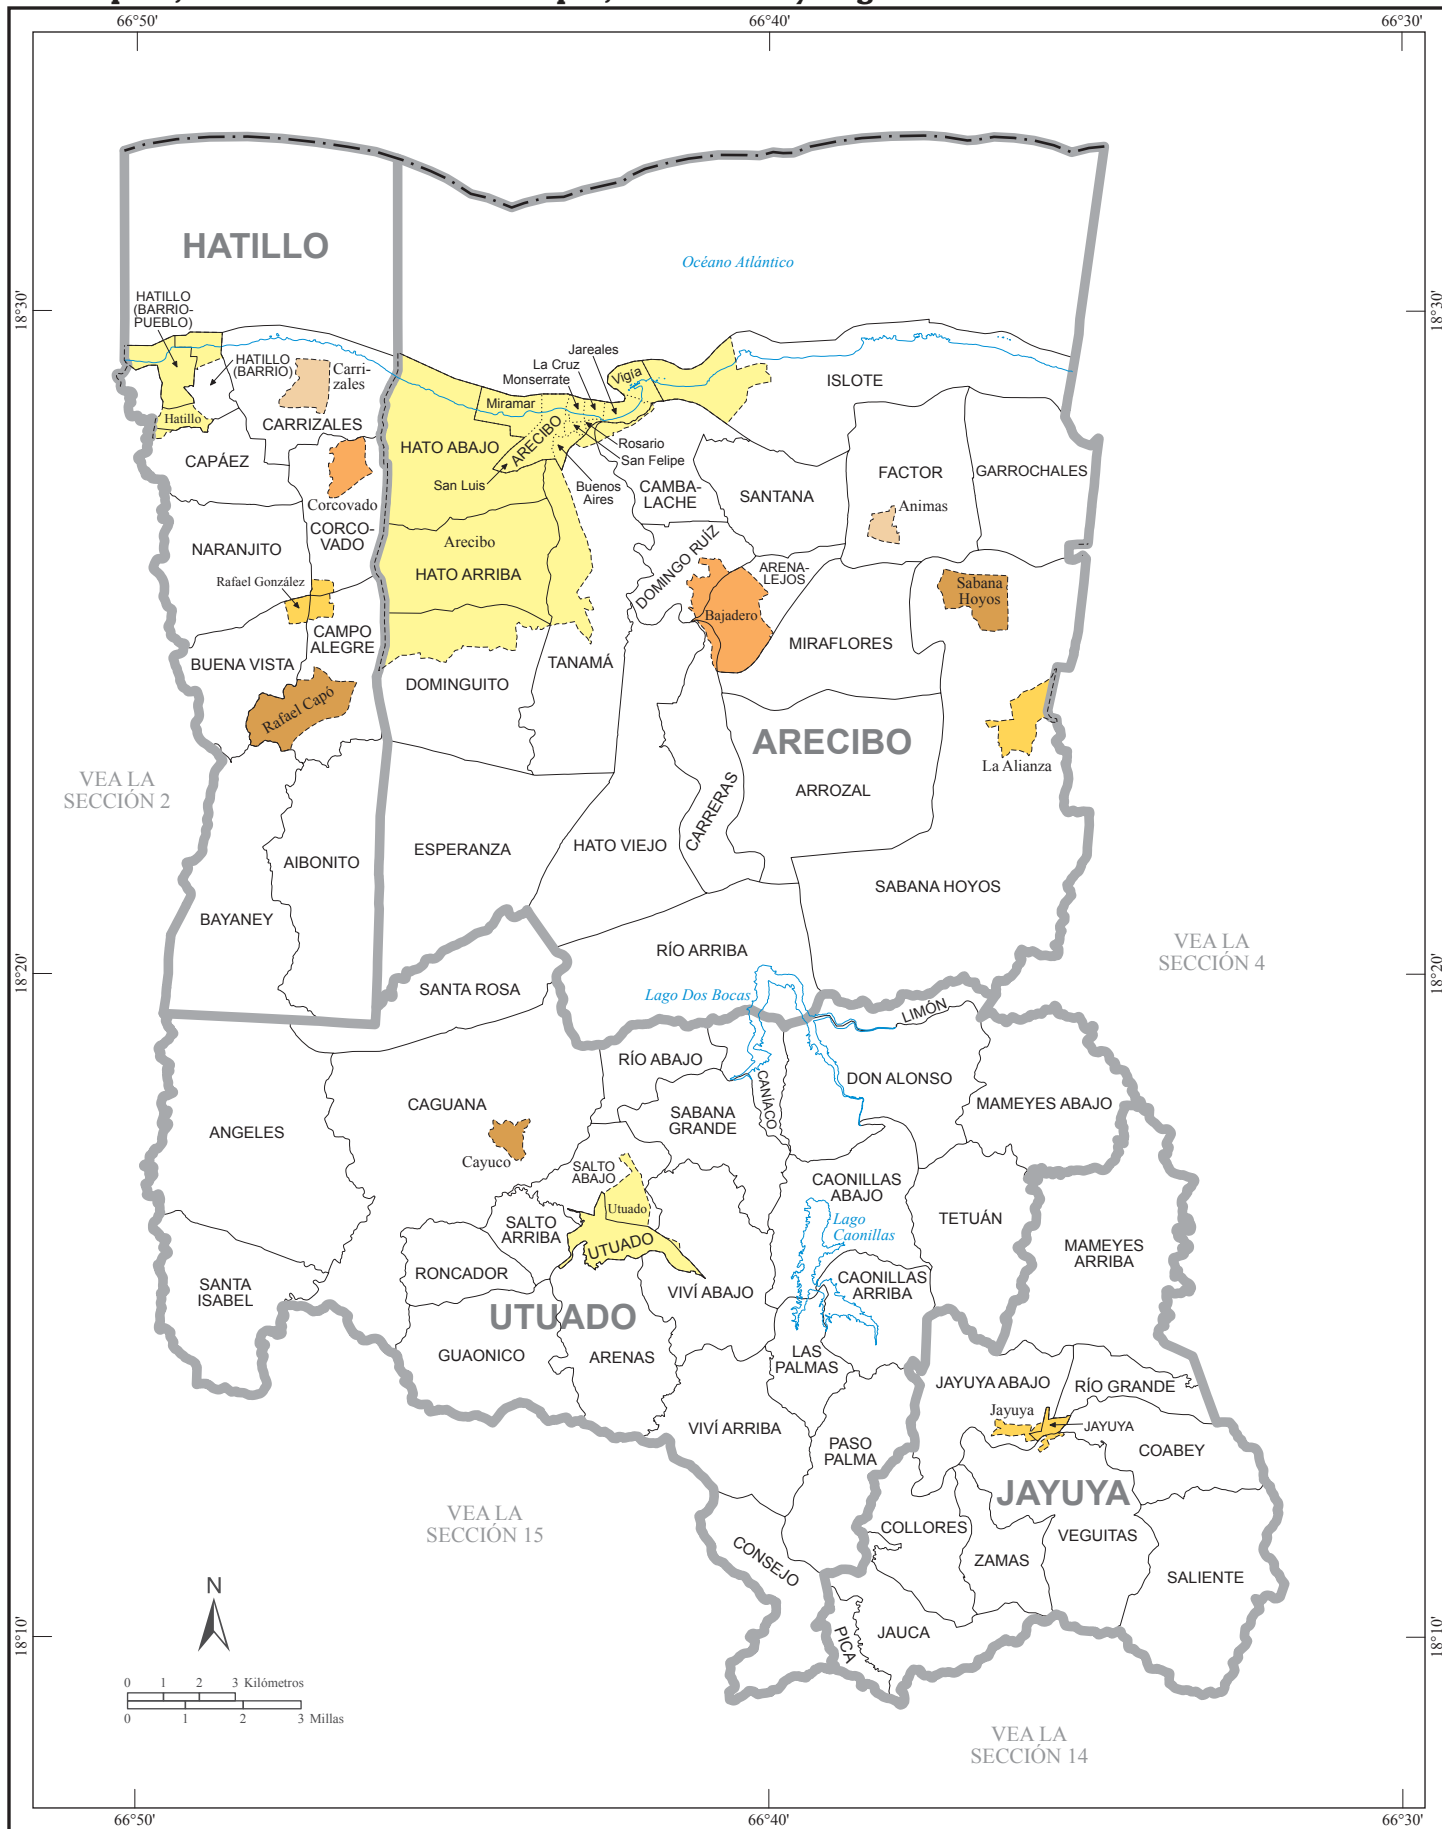 66°50'
66°40'
66°30'
HATILLO
Océano Atlántico
18°30'
18°30'
HATILLO
(BARRIO-
PUEBLO)
HATILLO
(BARRIO)
Carri-
zales
Jareales
La Cruz
Monserrate
Vigía
ISLOTE
Miramar
Hatillo
CARRIZALES
ARECIBO
HATO ABAJO
Rosario
San Felipe
CAPÁEZ
San Luis
Buenos
Aires
CAMBA-
LACHE
SANTANA
FACTOR
GARROCHALES
Corcovado
Animas
CORCO-
VADO
NARANJITO
Arecibo
HATO ARRIBA
DOMINGO RUÍZ
ARENA-
LEJOS
Rafael González
Sabana
Hoyos
Bajadero
CAMPO
ALEGRE
MIRAFLORES
BUENA VISTA
TANAMÁ
DOMINGUITO
Rafael Capó
ARECIBO
La Alianza
VEA LA
SECCIÓN 2
ARROZAL
CARRERAS
ESPERANZA
HATO VIEJO
AIBONITO
SABANA HOYOS
BAYANEY
RÍO ARRIBA
VEA LA
SECCIÓN 4
18°20'
18°20'
SANTA ROSA
Lago Dos Bocas
LIMÓN
RÍO ABAJO
CANÍACO
DON ALONSO
CAGUANA
SABANA
GRANDE
MAMEYES ABAJO
ANGELES
Cayuco
SALTO
ABAJO
CAONILLAS
ABAJO
Utuado
Lago
Caonillas
TETUÁN
SALTO
ARRIBA
UTUADO
MAMEYES
ARRIBA
RONCADOR
SANTA
ISABEL
VIVÍ ABAJO
CAONILLAS
ARRIBA
UTUADO
GUAONICO
ARENAS
LAS
PALMAS
JAYUYA ABAJO
RÍO GRANDE
Jayuya
JAYUYA
VIVÍ ARRIBA
PASO
PALMA
COABEY
JAYUYA
VEA LA
SECCIÓN 15
COLLORES
VEGUITAS
CONSEJO
ZAMAS
SALIENTE
N
18°10'
18°10'
PICA
JAUCA
0 1 2 3 Kilómetros
0 1 2 3 Millas
VEA LA
SECCIÓN 14
66°50'
66°40'
66°30'